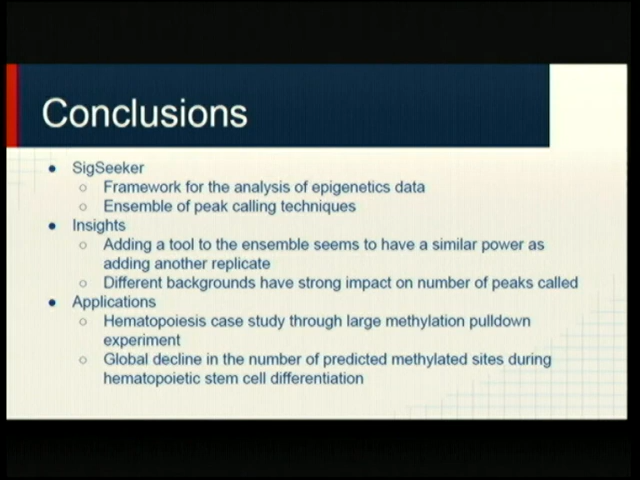 Conclusions
● SigSeeker
○ Framework for the analysis of epigenetics data
○ Ensemble of peak calling techniques
● Insights
○ Adding a tool to the ensemble seems to have a similar power as
adding another replicate
○ Different backgrounds have strong impact on number of peaks called
● Applications
○ Hematopoiesis case study through large methylation pulldown
experiment
○ Global decline in the number of predicted methylated sites during
hematopoietic stem cell differentiation